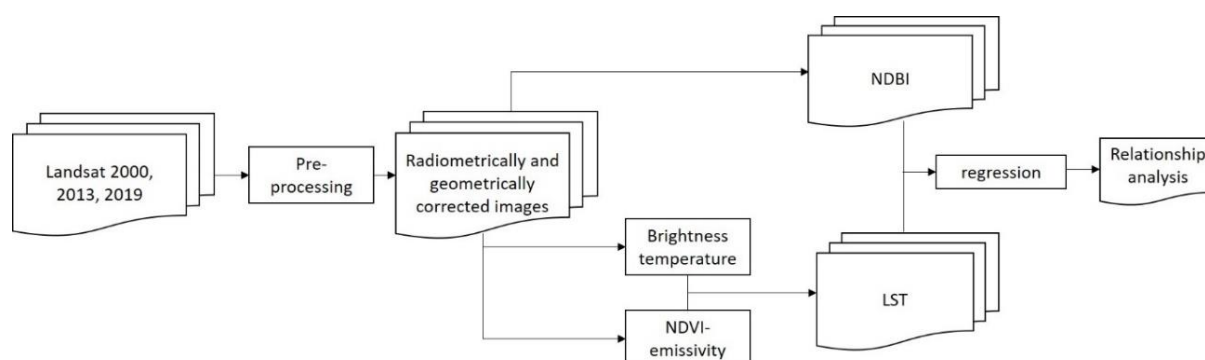 Landsat 2000,
2013, 2019
Pre-
processing
Radiometrically and
geometrically
corrected images
NDBI
Brightness
temperature
NDVI-
emissivity
LST
regression
Relationship
analysis